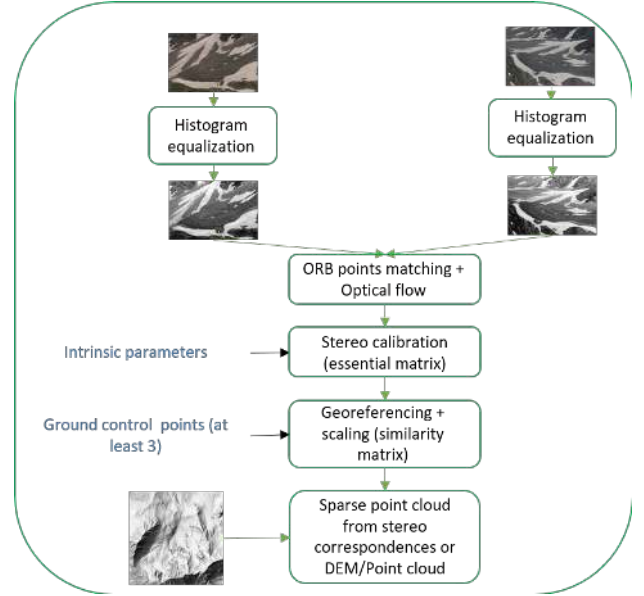 Histogram
equalization
Histogram
equalization
ORB points matching +
Optical flow
Intrinsic parameters
Stereo calibration
(essential matrix)
Ground control points (at
least 3)
Georeferencing +
scaling (similarity
matrix)
Sparse point cloud
from stereo
correspondences or
DEM/Point cloud